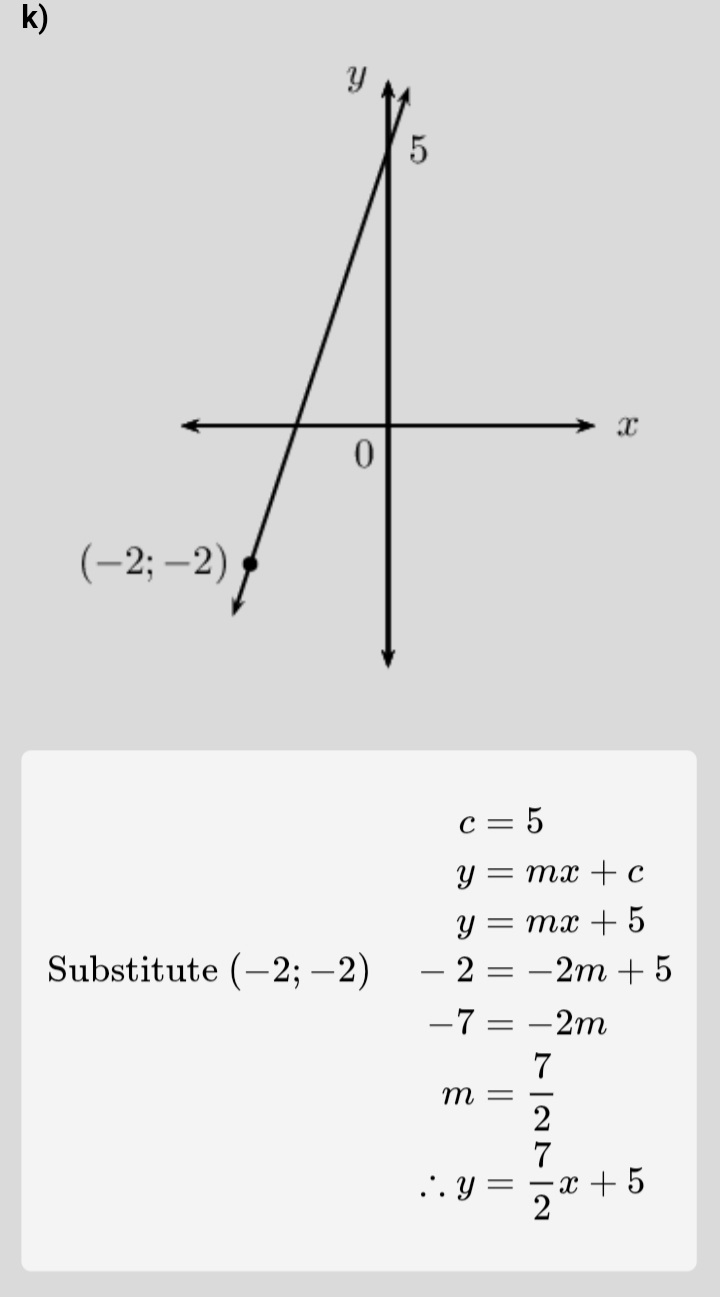 k)
y
5
x
0
(−2; −2)
c = 5
y = mx + c
y = mx + 5
Substitute (−2; −2) − 2 = −2m + 5
−7 = −2m
m = 7/2
∴ y = 7/2 x + 5